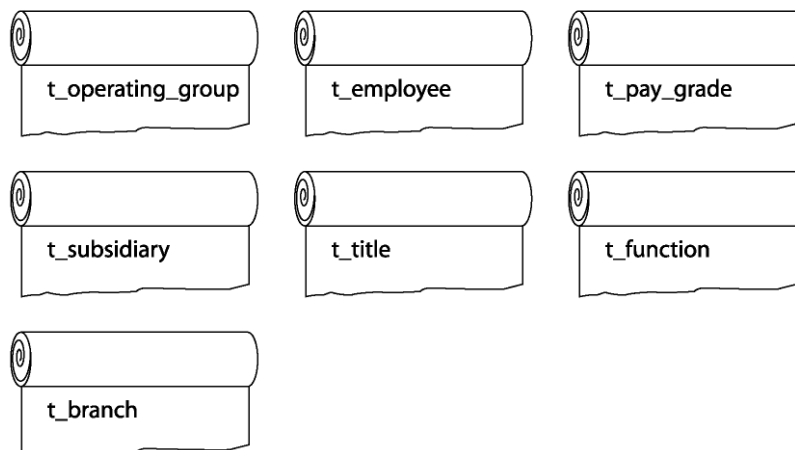 t_operating_group
t_employee
t_pay_grade
t_subsidiary
t_title
t_function
t_branch